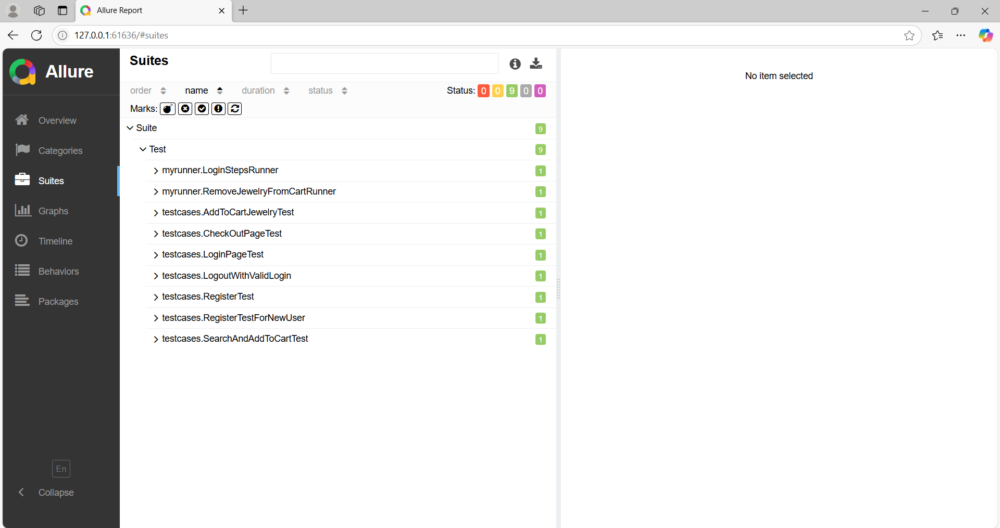 Allure Report
127.0.0.1:61636/#suites
Allure
Overview
Categories
Suites
Graphs
Timeline
Behaviors
Packages
En
Collapse
Suites
order name duration status Status: 0 0 9 0 0
Marks:
Suite 9
Test 9
myrunner.LoginStepsRunner 1
myrunner.RemoveJewelryFromCartRunner 1
testcases.AddToCartJewelryTest 1
testcases.CheckOutPageTest 1
testcases.LoginPageTest 1
testcases.LogoutWithValidLogin 1
testcases.RegisterTest 1
testcases.RegisterTestForNewUser 1
testcases.SearchAndAddToCartTest 1
No item selected